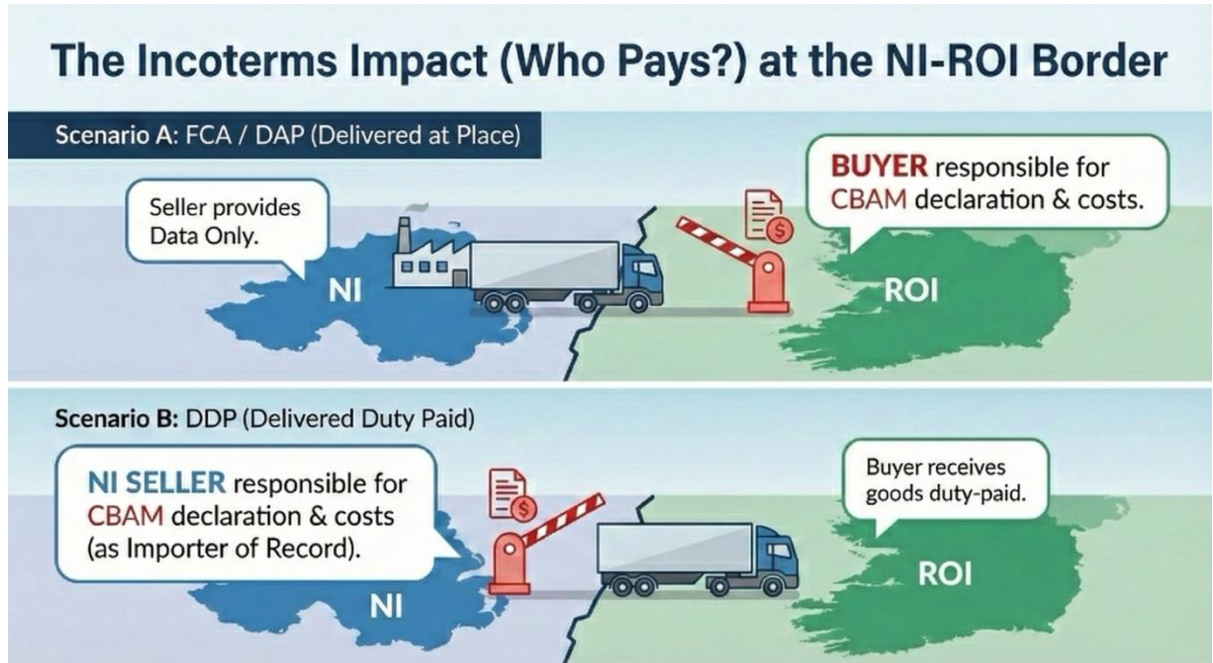 The Incoterms Impact (Who Pays?) at the NI-ROI Border
Scenario A: FCA / DAP (Delivered at Place)
Seller provides
Data Only.
BUYER responsible for
CBAM declaration & costs.
NI
$
ROI
Scenario B: DDP (Delivered Duty Paid)
NI SELLER responsible for
CBAM declaration & costs
(as Importer of Record).
$
Buyer receives
goods duty-paid.
NI
ROI